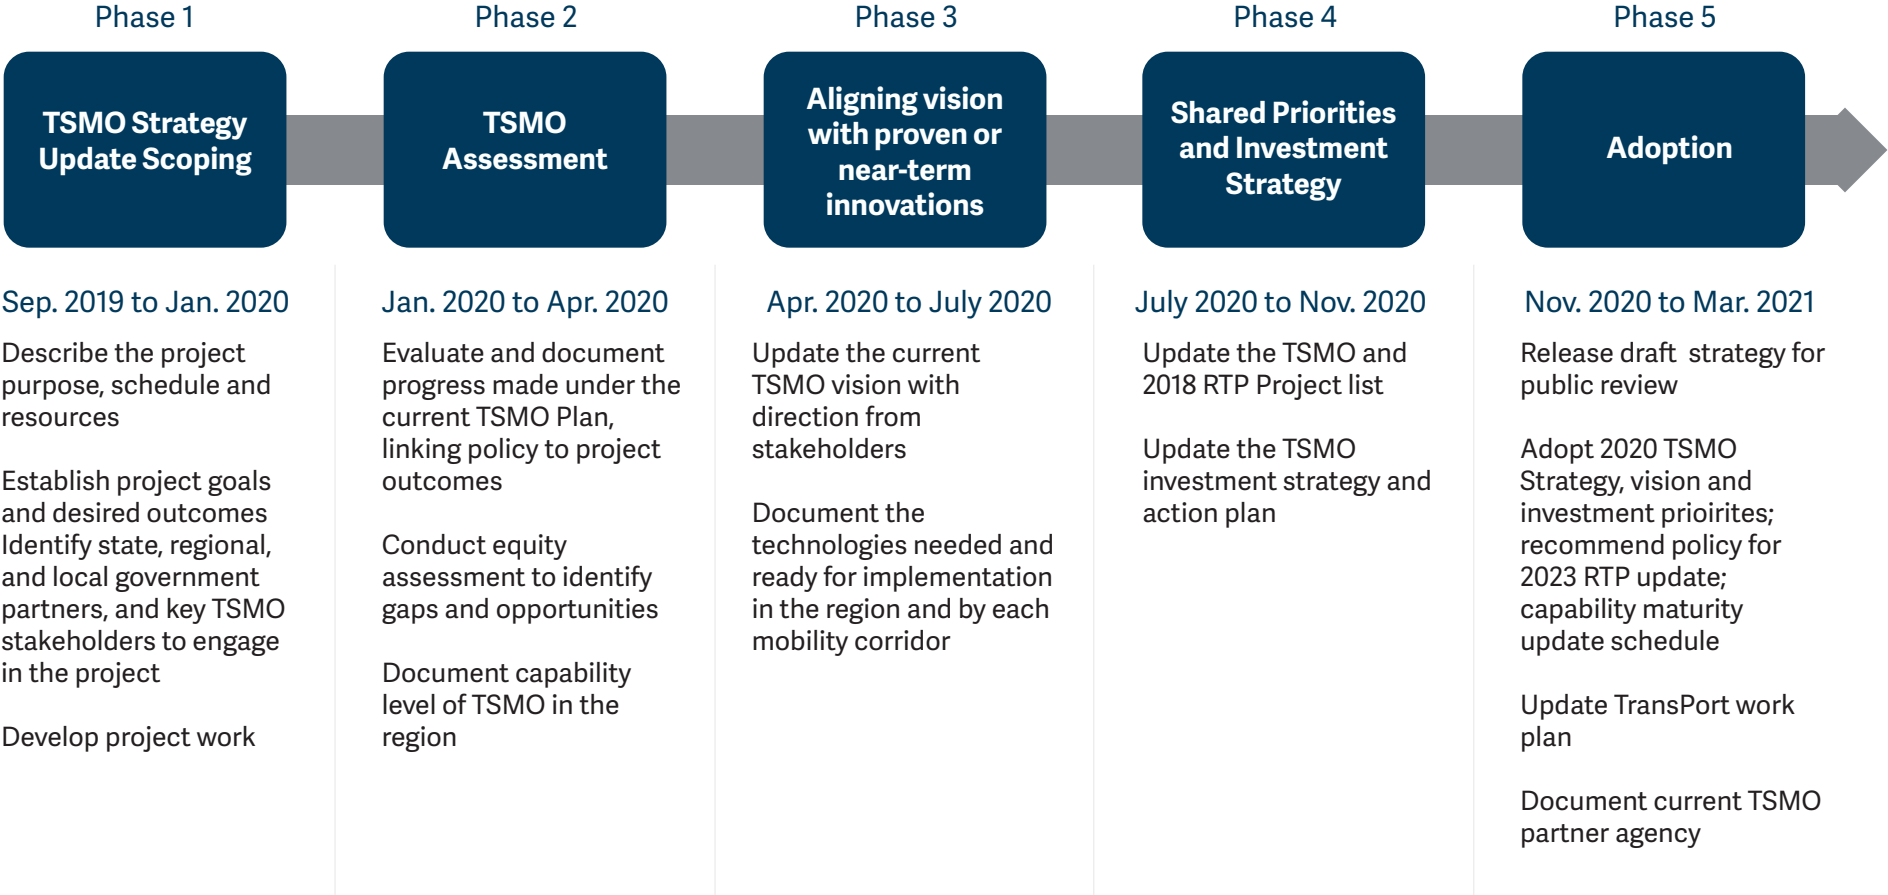 Phase 1
TSMO Strategy
Update Scoping
Sep. 2019 to Jan. 2020
Describe the project
purpose, schedule and
resources
Establish project goals
and desired outcomes
Identify state, regional,
and local government
partners, and key TSMO
stakeholders to engage
in the project
Develop project work
Phase 2
TSMO
Assessment
Jan. 2020 to Apr. 2020
Evaluate and document
progress made under the
current TSMO Plan,
linking policy to project
outcomes
Conduct equity
assessment to identify
gaps and opportunities
Document capability
level of TSMO in the
region
Phase 3
Aligning vision
with proven or
near-term
innovations
Apr. 2020 to July 2020
Update the current
TSMO vision with
direction from
stakeholders
Document the
technologies needed and
ready for implementation
in the region and by each
mobility corridor
Phase 4
Shared Priorities
and Investment
Strategy
July 2020 to Nov. 2020
Update the TSMO and
2018 RTP Project list
Update the TSMO
investment strategy and
action plan
Phase 5
Adoption
Nov. 2020 to Mar. 2021
Release draft  strategy for
public review
Adopt 2020 TSMO
Strategy, vision and
investment prioirites;
recommend policy for
2023 RTP update;
capability maturity
update schedule
Update TransPort work
plan
Document current TSMO
partner agency